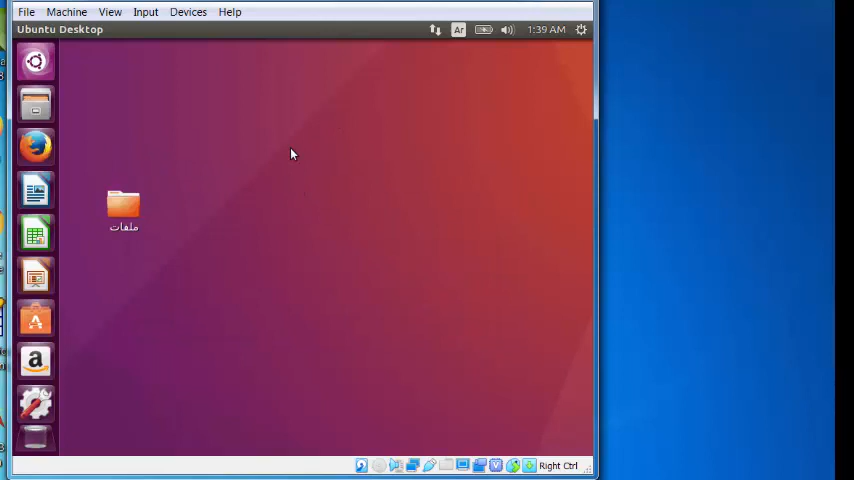 File Machine View Input Devices Help
Ubuntu Desktop Ar 1:39 AM
ملفات
Right Ctrl